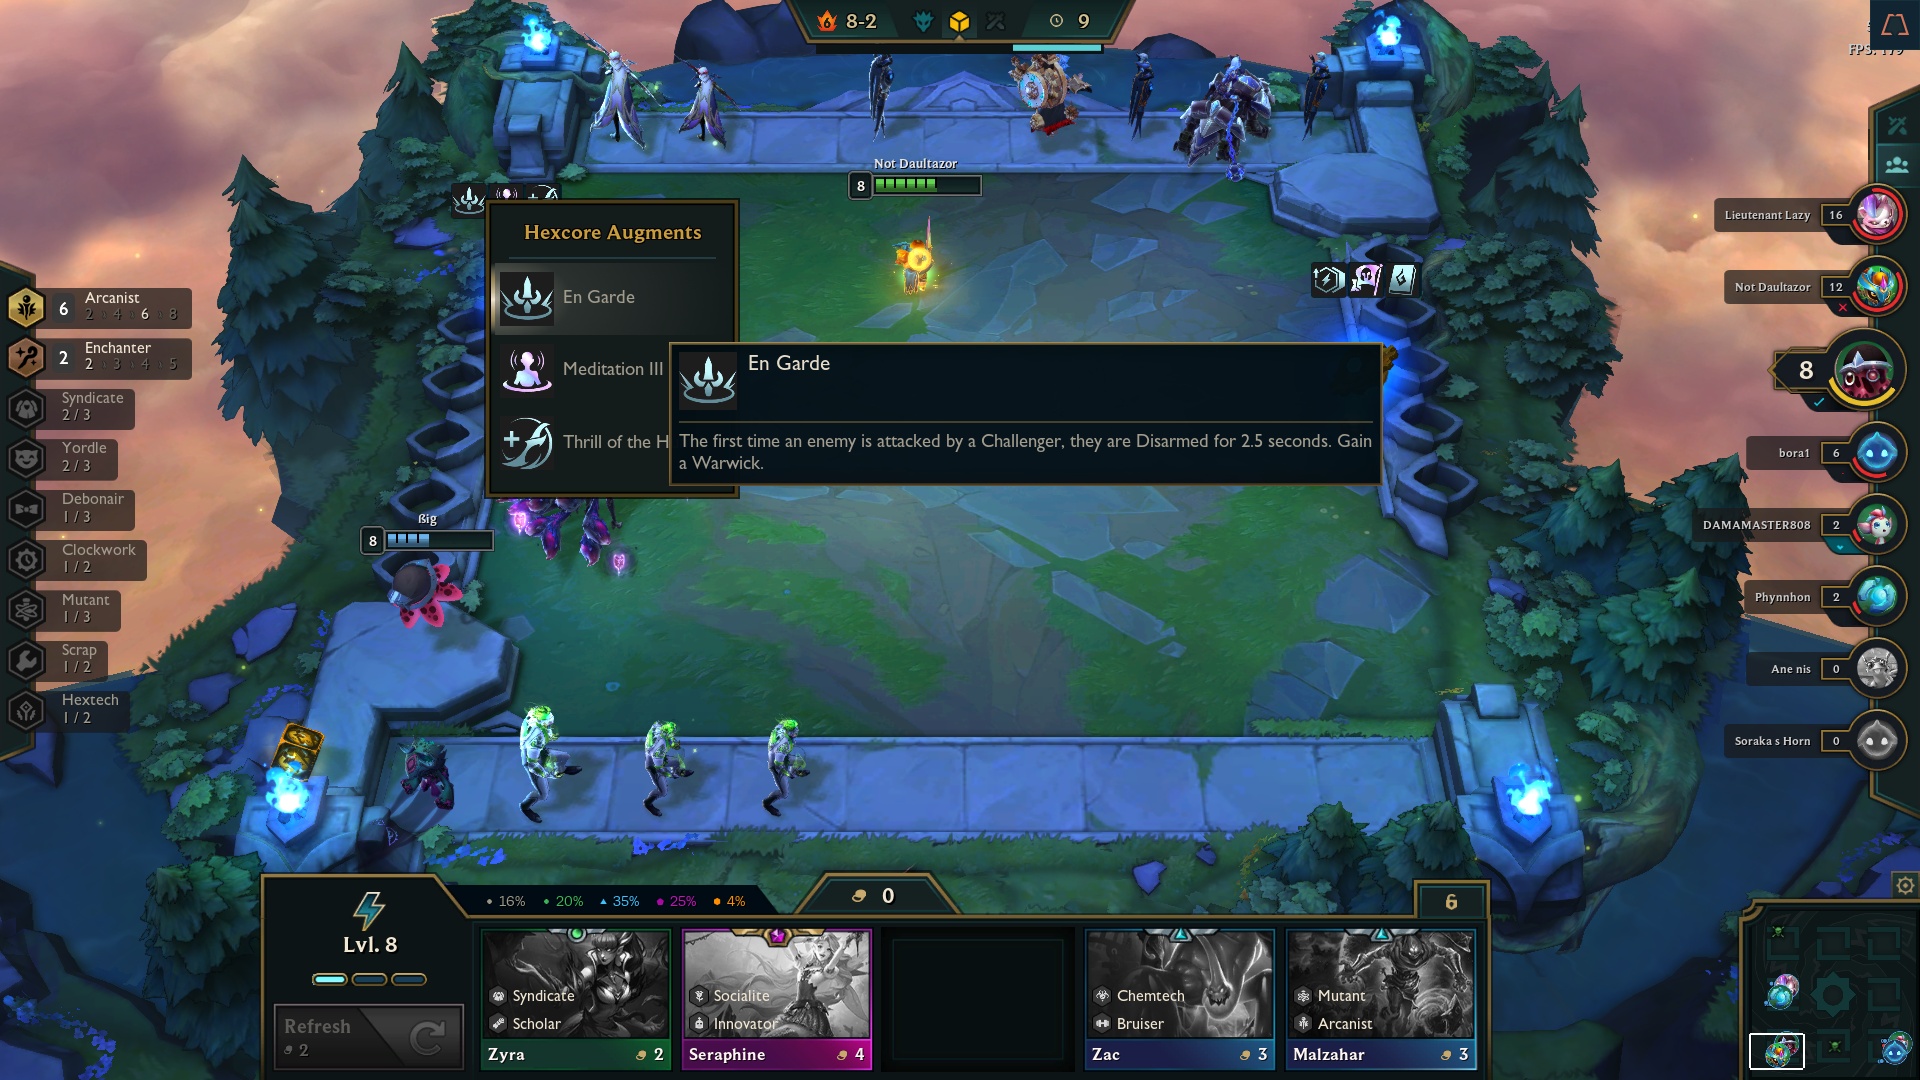 8-2
9
Not Daultazor
8
Hexcore Augments
En Garde
Meditation III
Thrill of the H
En Garde
The first time an enemy is attacked by a Challenger, they are Disarmed for 2.5 seconds. Gain
a Warwick.
6
Arcanist
2 4 6 8
2
Enchanter
2 3 4 5
Syndicate
2 / 3
Yordle
2 / 3
Debonair
1 / 3
Clockwork
1 / 2
Mutant
1 / 3
Scrap
1 / 2
Hextech
1 / 2
ßig
8
Lieutenant Lazy 16
Not Daultazor 12
8
bora1 6
DAMAMASTER808 2
Phynnhon 2
Ane nis 0
Soraka s Horn 0
Lvl. 8
16% 20% 35% 25% 4%
0
6
Refresh
2
Syndicate
Scholar
Zyra 2
Socialite
Innovator
Seraphine 4
Chemtech
Bruiser
Zac 3
Mutant
Arcanist
Malzahar 3